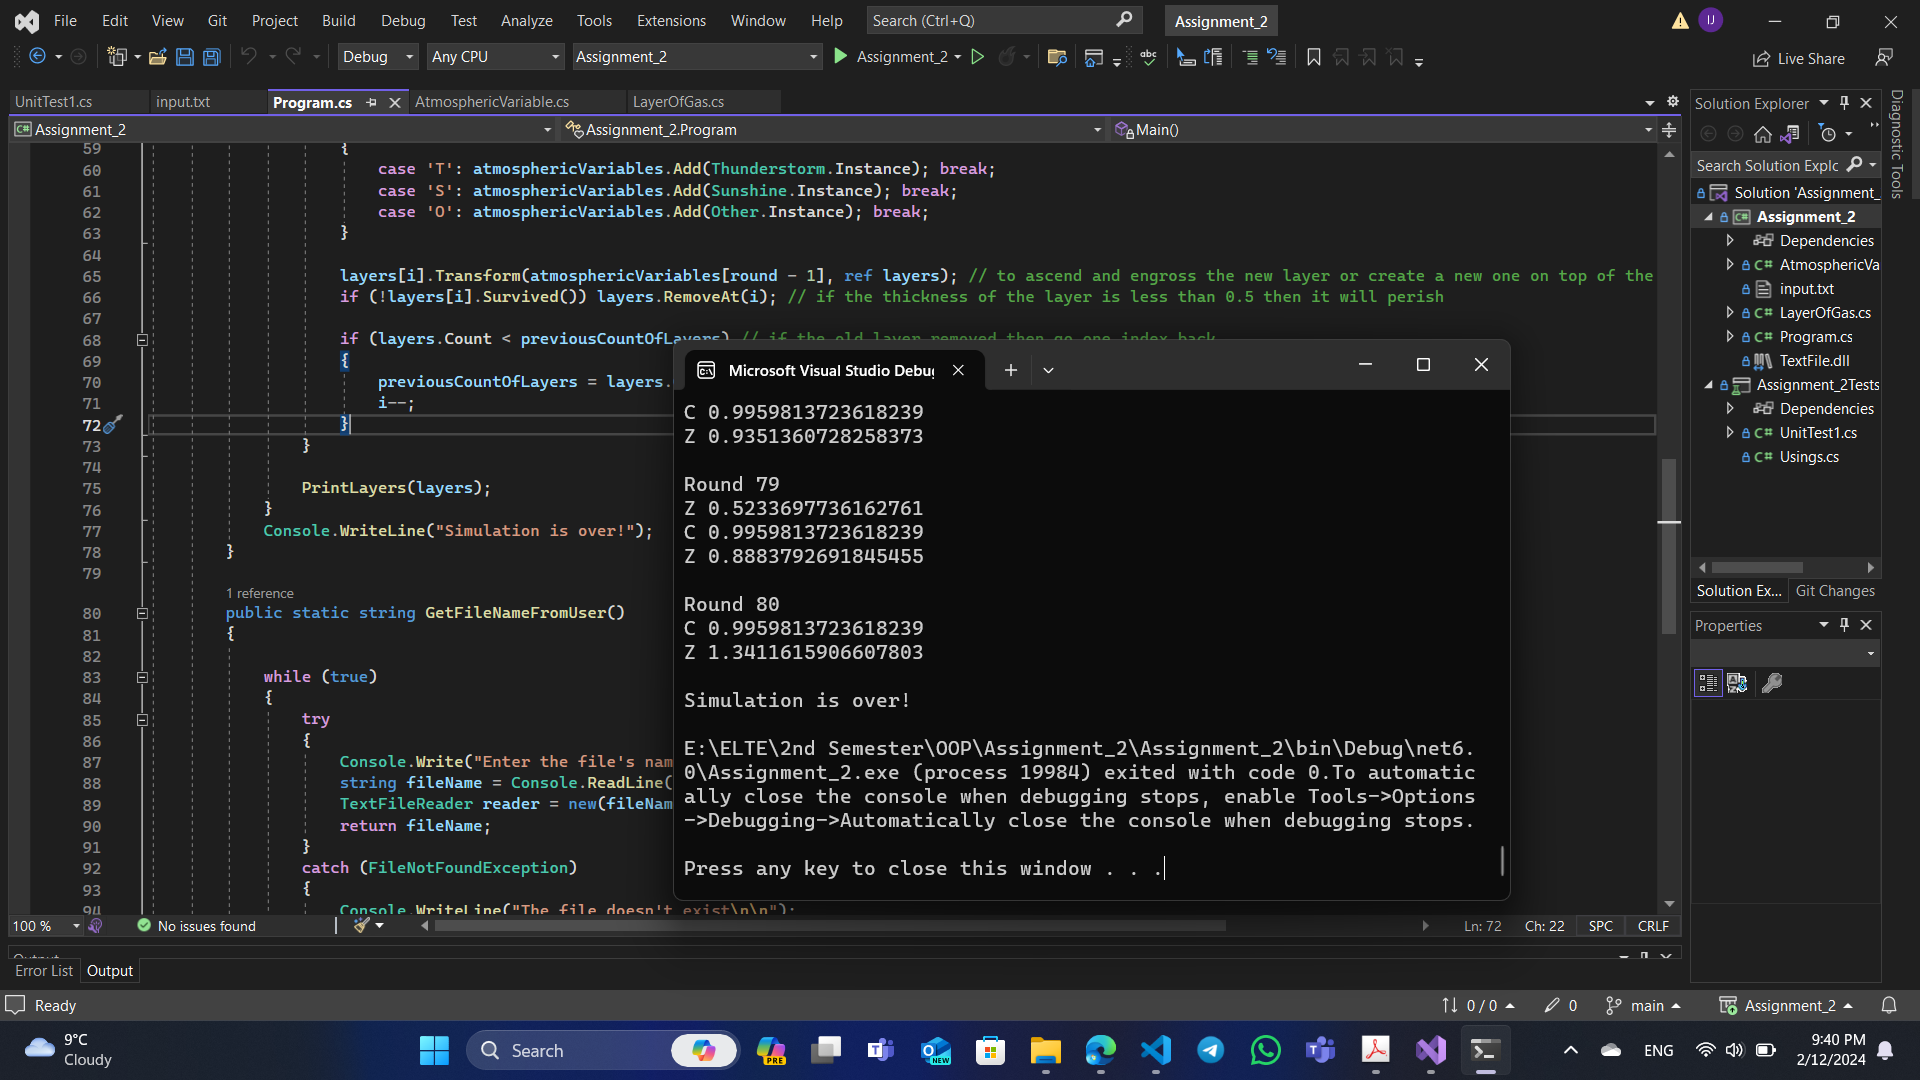 File Edit View Git Project Build Debug Test Analyze Tools Extensions Window Help Search (Ctrl+Q) Assignment_2 IJ
Debug Any CPU Assignment_2 Assignment_2 Live Share
UnitTest1.cs input.txt Program.cs AtmosphericVariable.cs LayerOfGas.cs
Assignment_2 Assignment_2.Program Main()
59 {
60 case 'T': atmosphericVariables.Add(Thunderstorm.Instance); break;
61 case 'S': atmosphericVariables.Add(Sunshine.Instance); break;
62 case 'O': atmosphericVariables.Add(Other.Instance); break;
63 }
64
65 layers[i].Transform(atmosphericVariables[round - 1], ref layers); // to ascend and engross the new layer or create a new one on top of the
66 if (!layers[i].Survived()) layers.RemoveAt(i); // if the thickness of the layer is less than 0.5 then it will perish
67
68 if (layers.Count < previousCountOfLayers) // if the old layer removed then go one index back
69 {
70 previousCountOfLayers = layers.
71 i--;
72 }
73 }
74
75 PrintLayers(layers);
76 }
77 Console.WriteLine("Simulation is over!");
78 }
79
1 reference
80 public static string GetFileNameFromUser()
81 {
82
83 while (true)
84 {
85 try
86 {
87 Console.Write("Enter the file's nam
88 string fileName = Console.ReadLine(
89 TextFileReader reader = new(fileNam
90 return fileName;
91 }
92 catch (FileNotFoundException)
93 {
94 Console.WriteLine("The file doesn't exist\n\n");
Microsoft Visual Studio Debug
C 0.9959813723618239
Z 0.9351360728258373
Round 79
Z 0.5233697736162761
C 0.9959813723618239
Z 0.8883792691845455
Round 80
C 0.9959813723618239
Z 1.3411615906607803
Simulation is over!
E:\ELTE\2nd Semester\OOP\Assignment_2\Assignment_2\bin\Debug\net6.
0\Assignment_2.exe (process 19984) exited with code 0.To automatic
ally close the console when debugging stops, enable Tools->Options
->Debugging->Automatically close the console when debugging stops.
Press any key to close this window . . .
Solution Explorer
Search Solution Explc
Solution 'Assignment_
Assignment_2
Dependencies
AtmosphericVa
input.txt
LayerOfGas.cs
Program.cs
TextFile.dll
Assignment_2Tests
Dependencies
UnitTest1.cs
Usings.cs
Solution Ex... Git Changes
Properties
Diagnostic Tools
100 % No issues found Ln: 72 Ch: 22 SPC CRLF
Output
Error List Output
Ready 0 / 0 0 main Assignment_2
9°C
Cloudy
Search
PRE
NEW
ENG
9:40 PM
2/12/2024